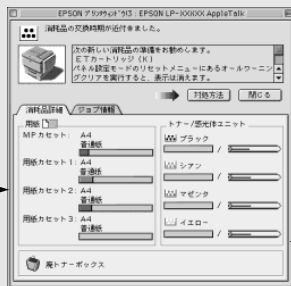 EPSON プリンタウィンドウ!3 : EPSON LP-XXXXX AppleTalk
消耗品の交換時期が近付きました。
次の新しい消耗品の準備をお勧めします。
ETカートリッジ（K）
パネル設定モードのリセットメニューにあるオールワーニン
グクリアを実行すると、表示は消えます。
対処方法
閉じる
消耗品詳細
ジョブ情報
用紙
MPカセット: A4
普通紙
用紙カセット1: A4
普通紙
用紙カセット2: A4
普通紙
用紙カセット3: A4
普通紙
トナー/感光体ユニット
ブラック
/
シアン
/
マゼンタ
/
イエロー
/
廃トナーボックス